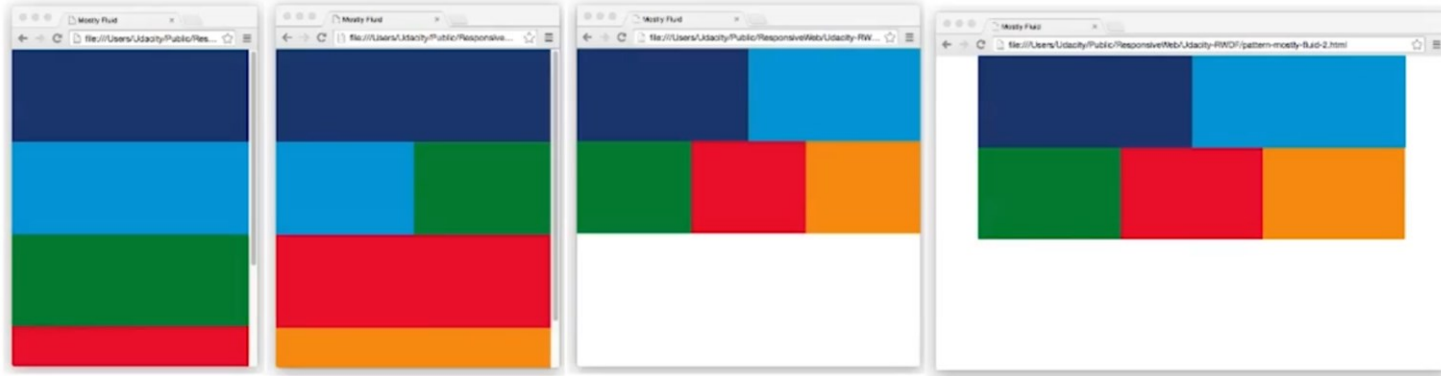 Mostly Fluid
file:///Users/Udacity/Public/Res...
Mostly Fluid
file:///Users/Udacity/Public/Responsive...
Mostly Fluid
file:///Users/Udacity/Public/ResponsiveWeb/Udacity-RW...
Mostly Fluid
file:///Users/Udacity/Public/ResponsiveWeb/Udacity-RWDF/pattern-mostly-fluid-2.html